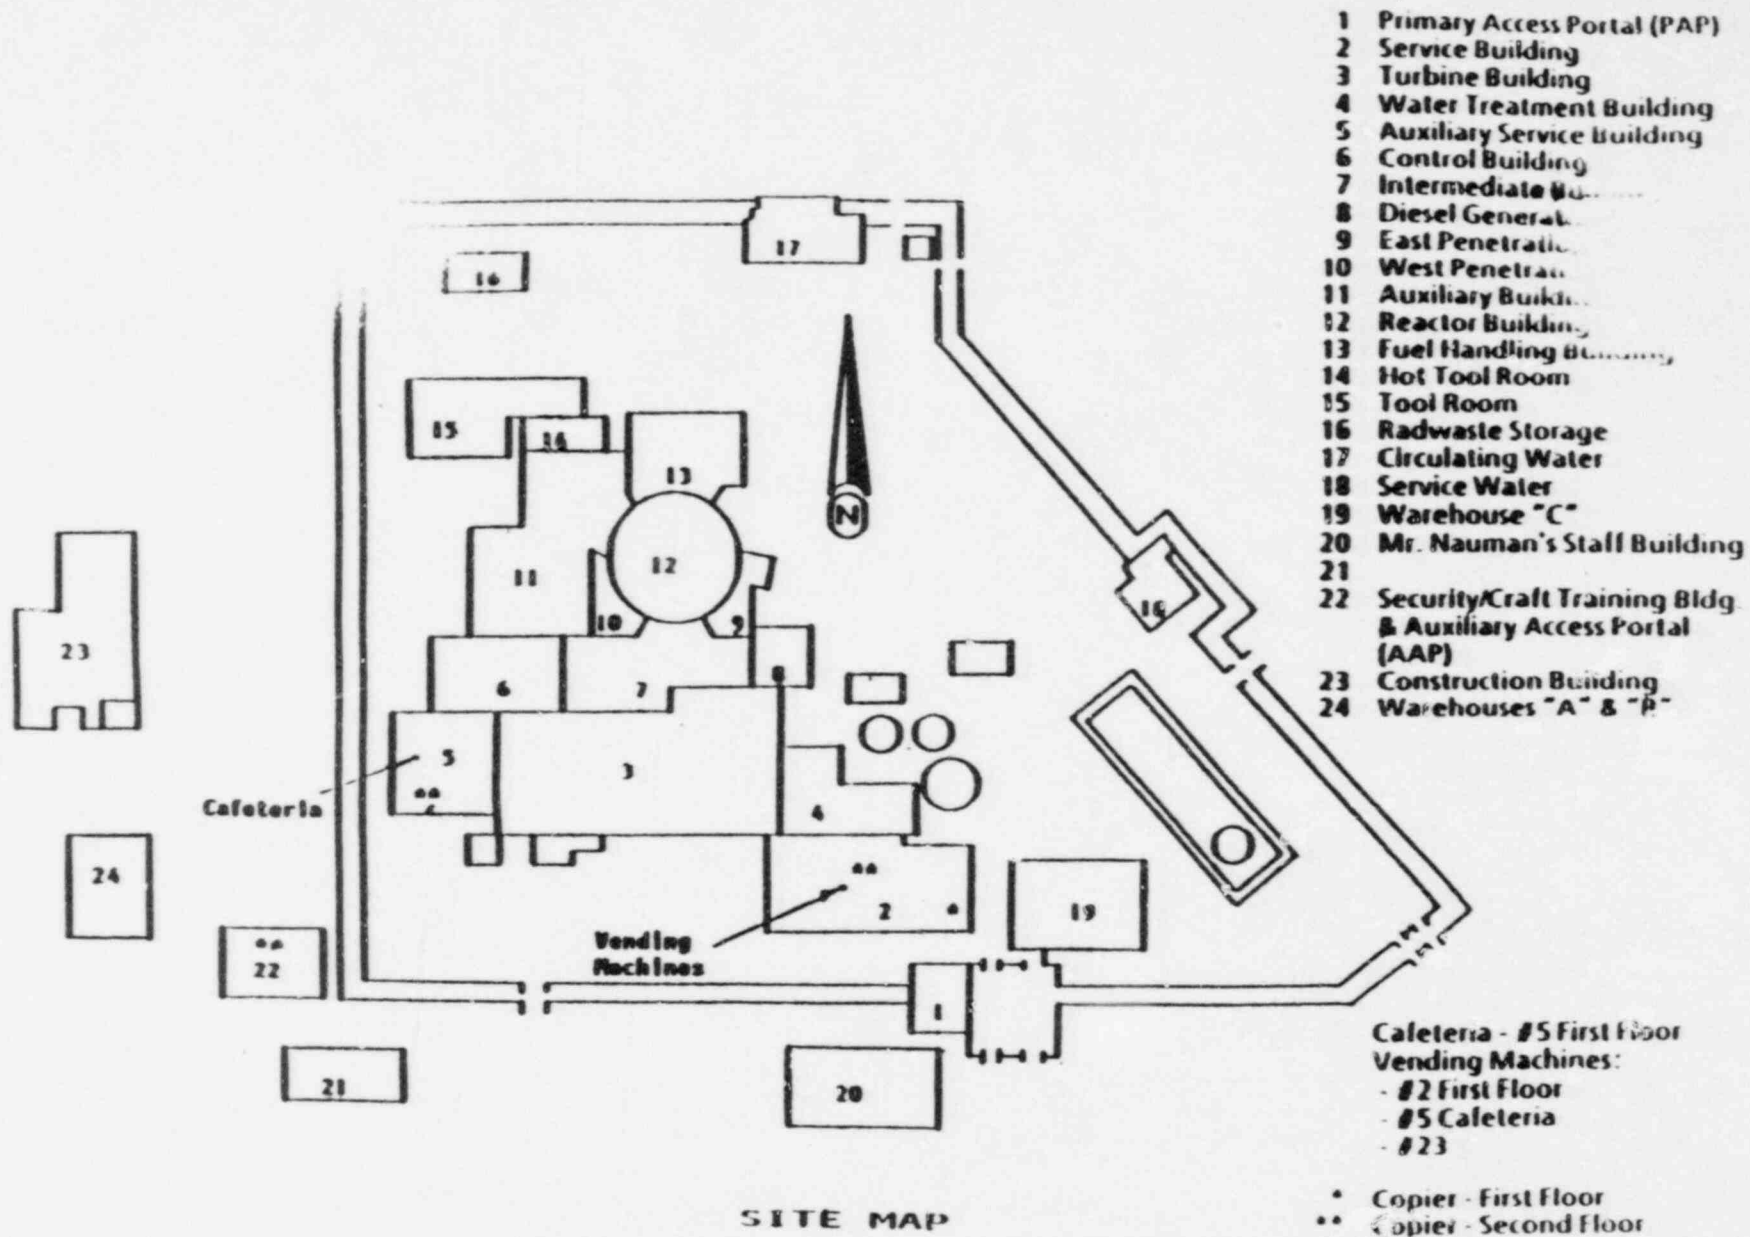 1 Primary Access Portal (PAP)
2 Service Building
3 Turbine Building
4 Water Treatment Building
5 Auxiliary Service Building
6 Control Building
7 Intermediate
8 Diesel
9 East
10 West
11 Auxiliary
12 Reactor
13 Fuel Handling
14 Hot Tool Room
15 Tool Room
16 Radwaste Storage
17 Circulating Water
18 Service Water
19 Warehouse "C"
20 Mr. Nauman's Staff Building
21
22 Security/Craft Training Bldg
& Auxiliary Access Portal
(AAP)
23 Construction Building
24 Warehouses "A" &
17
16
15
13
N
11
12
10
9
23
6
7
8
5
3
**
Cafeteria
4
24
**
2
*
19
Vending
Machines
**
22
1
21
20
Cafeteria - #5 First Floor
Vending Machines:
- #2 First Floor
- #5 Cafeteria
- #23
* Copier - First Floor
** Copier - Second Floor
SITE MAP